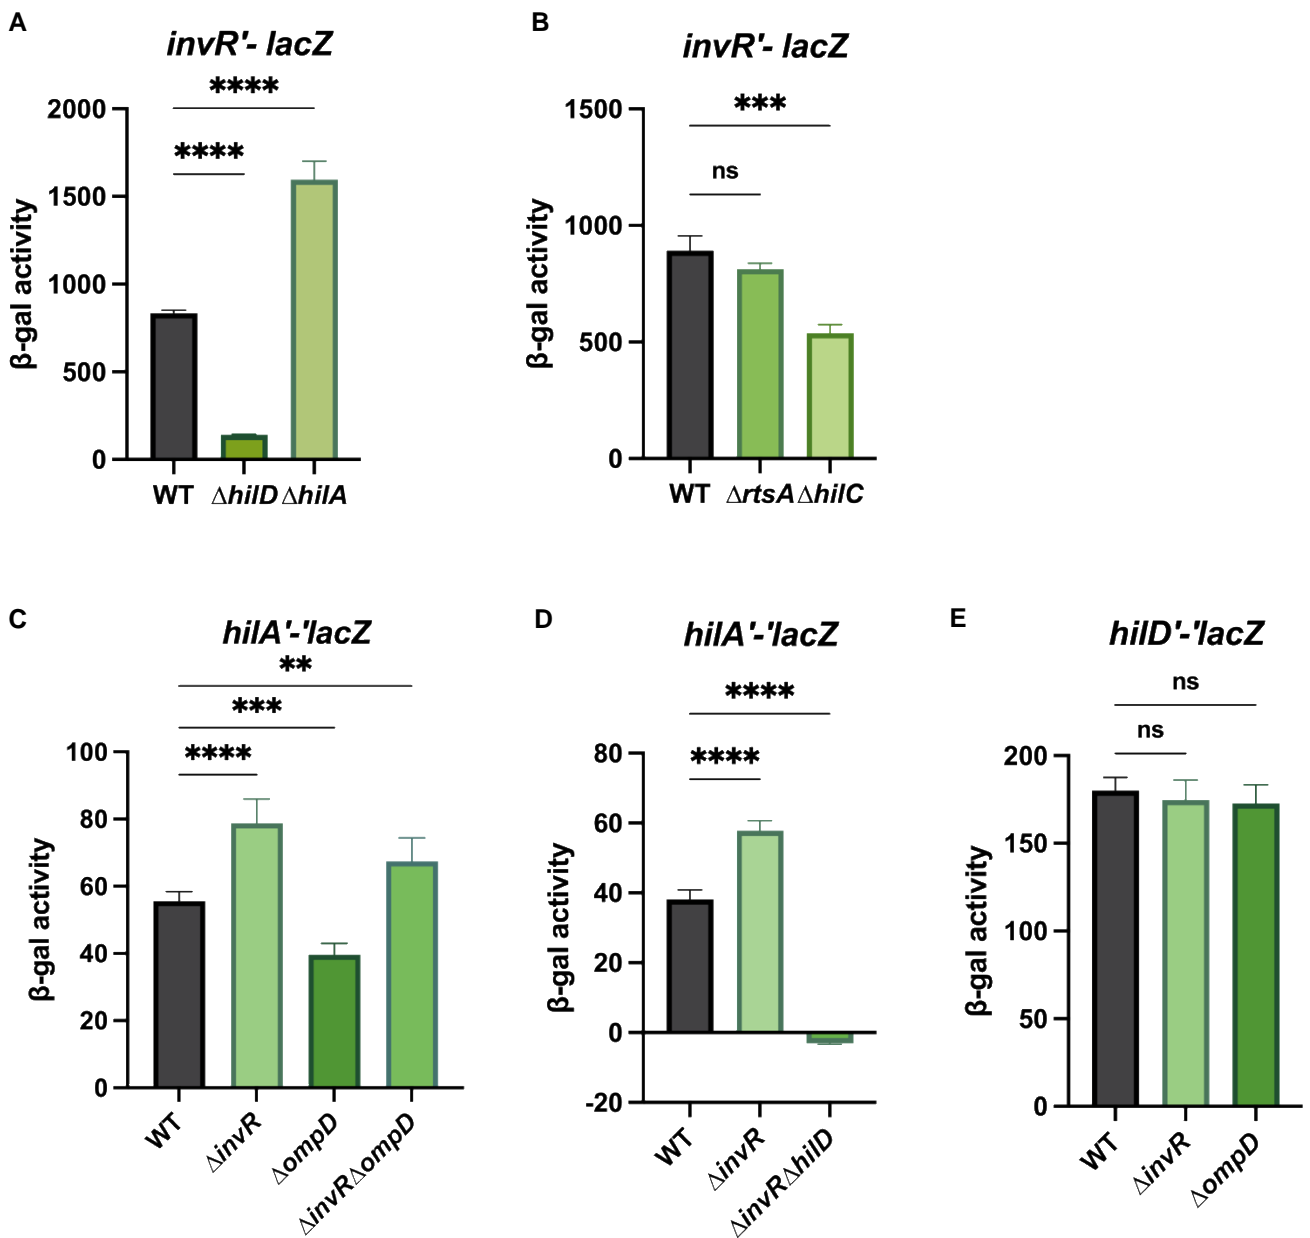 A
invR'- lacZ
****
****
2000
1500
1000
500
0
β-gal activity
WT ΔhilD ΔhilA
B
invR'- lacZ
***
ns
1500
1000
500
0
β-gal activity
WT ΔrtsA ΔhilC
C
hilA'-'lacZ
**
***
****
100
80
60
40
20
0
β-gal activity
WT
ΔinvR
ΔompD
ΔinvRΔompD
D
hilA'-'lacZ
****
****
80
60
40
20
0
-20
β-gal activity
WT
ΔinvR
ΔinvRΔhilD
E
hilD'-'lacZ
ns
ns
200
150
100
50
0
β-gal activity
WT
ΔinvR
ΔompD